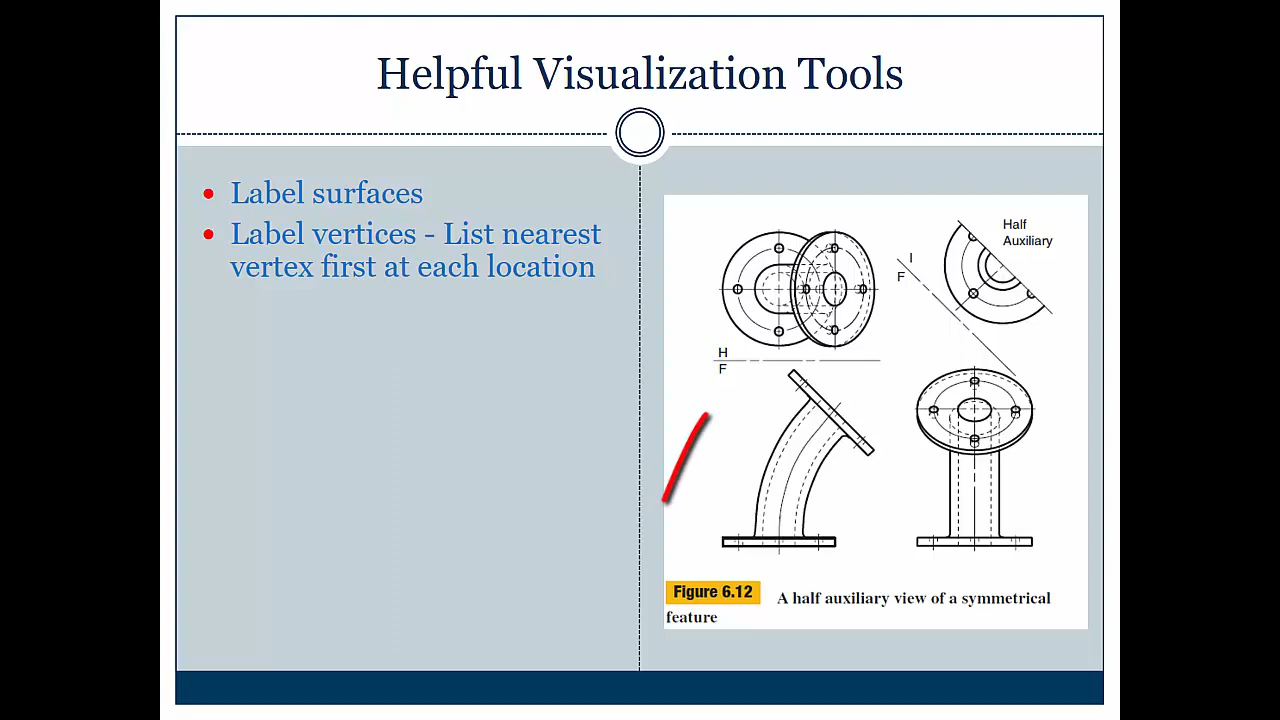 Helpful Visualization Tools
• Label surfaces
• Label vertices - List nearest
vertex first at each location
Half
Auxiliary
I
F
H
F
Figure 6.12 A half auxiliary view of a symmetrical
feature